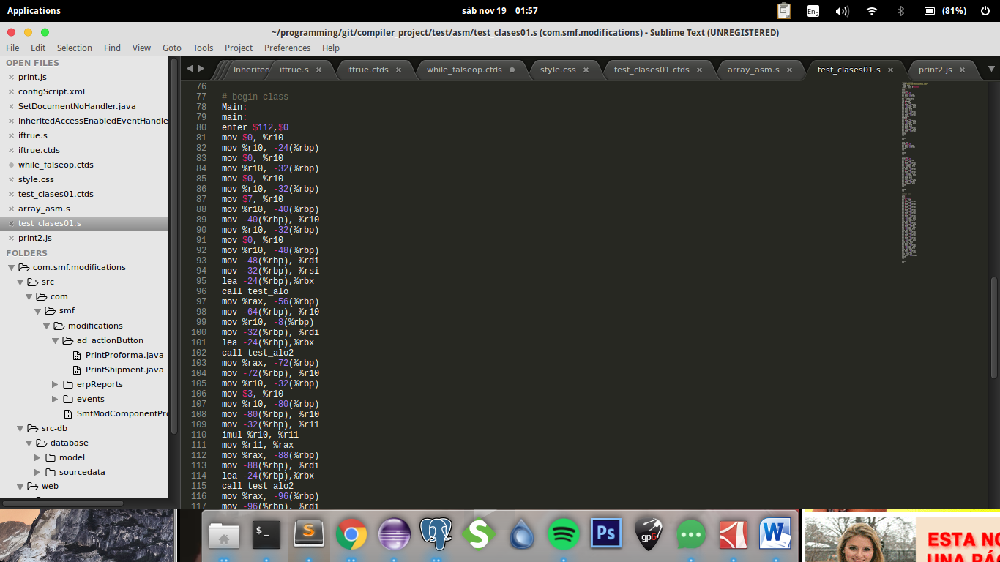 Applications
sáb nov 19 01:57
En2
(81%)
~/programming/git/compiler_project/test/asm/test_clases01.s (com.smf.modifications) - Sublime Text (UNREGISTERED)
File Edit Selection Find View Goto Tools Project Preferences Help
OPEN FILES
print.js
configScript.xml
SetDocumentNoHandler.java
InheritedAccessEnabledEventHandle
iftrue.s
iftrue.ctds
while_falseop.ctds
style.css
test_clases01.ctds
array_asm.s
test_clases01.s
print2.js
FOLDERS
com.smf.modifications
src
com
smf
modifications
ad_actionButton
PrintProforma.java
PrintShipment.java
erpReports
events
SmfModComponentPro
src-db
database
model
sourcedata
web
Inherited iftrue.s iftrue.ctds while_falseop.ctds style.css test_clases01.ctds array_asm.s test_clases01.s print2.js
76
77 # begin class
78 Main:
79 main:
80 enter $112,$0
81 mov $0, %r10
82 mov %r10, -24(%rbp)
83 mov $0, %r10
84 mov %r10, -32(%rbp)
85 mov $0, %r10
86 mov %r10, -32(%rbp)
87 mov $7, %r10
88 mov %r10, -40(%rbp)
89 mov -40(%rbp), %r10
90 mov %r10, -32(%rbp)
91 mov $0, %r10
92 mov %r10, -48(%rbp)
93 mov -48(%rbp), %rdi
94 mov -32(%rbp), %rsi
95 lea -24(%rbp),%rbx
96 call test_alo
97 mov %rax, -56(%rbp)
98 mov -64(%rbp), %r10
99 mov %r10, -8(%rbp)
100 mov -32(%rbp), %rdi
101 lea -24(%rbp),%rbx
102 call test_alo2
103 mov %rax, -72(%rbp)
104 mov -72(%rbp), %r10
105 mov %r10, -32(%rbp)
106 mov $3, %r10
107 mov %r10, -80(%rbp)
108 mov -80(%rbp), %r10
109 mov -32(%rbp), %r11
110 imul %r10, %r11
111 mov %r11, %rax
112 mov %rax, -88(%rbp)
113 mov -88(%rbp), %rdi
114 lea -24(%rbp),%rbx
115 call test_alo2
116 mov %rax, -96(%rbp)
117 mov -96(%rbp), %rdi
$_
S
S
Ps
gp6
W
ESTA NO
UNA PÁG